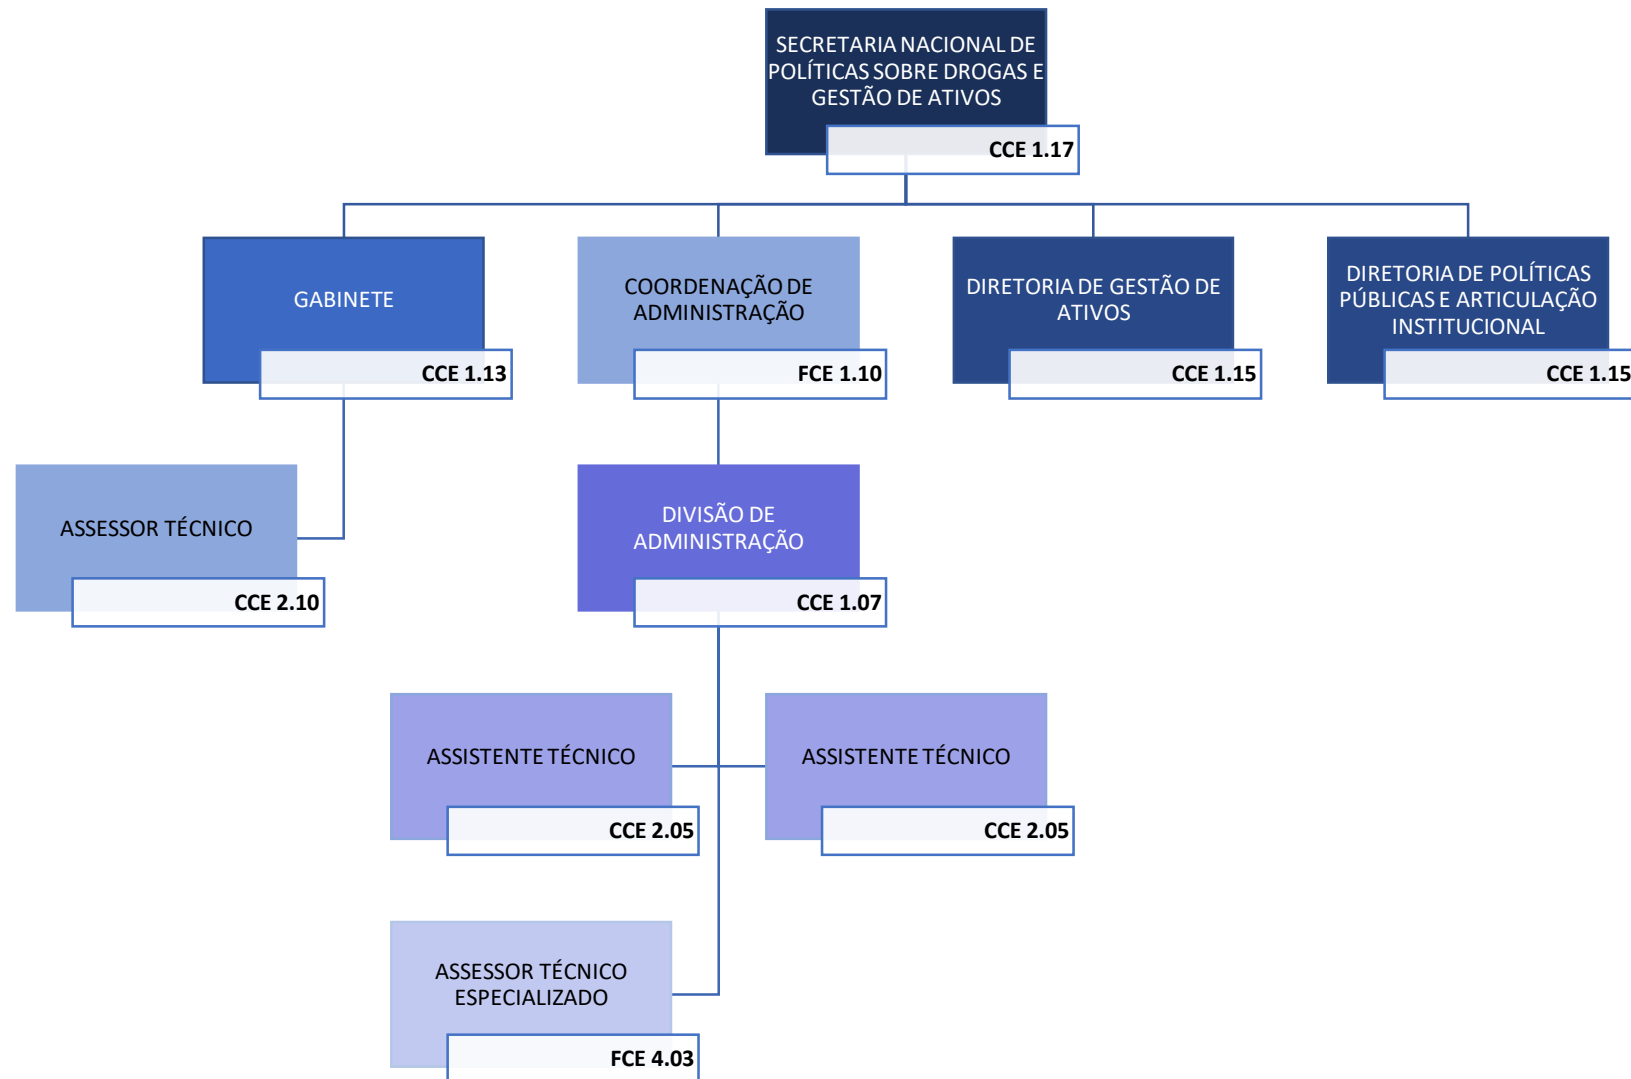 SECRETARIA NACIONAL DE
POLÍTICAS SOBRE DROGAS E
GESTÃO DE ATIVOS
CCE 1.17
GABINETE
CCE 1.13
COORDENAÇÃO DE
ADMINISTRAÇÃO
FCE 1.10
DIRETORIA DE GESTÃO DE
ATIVOS
CCE 1.15
DIRETORIA DE POLÍTICAS
PÚBLICAS E ARTICULAÇÃO
INSTITUCIONAL
CCE 1.15
ASSESSOR TÉCNICO
CCE 2.10
DIVISÃO DE
ADMINISTRAÇÃO
CCE 1.07
ASSISTENTE TÉCNICO
CCE 2.05
ASSISTENTE TÉCNICO
CCE 2.05
ASSESSOR TÉCNICO
ESPECIALIZADO
FCE 4.03